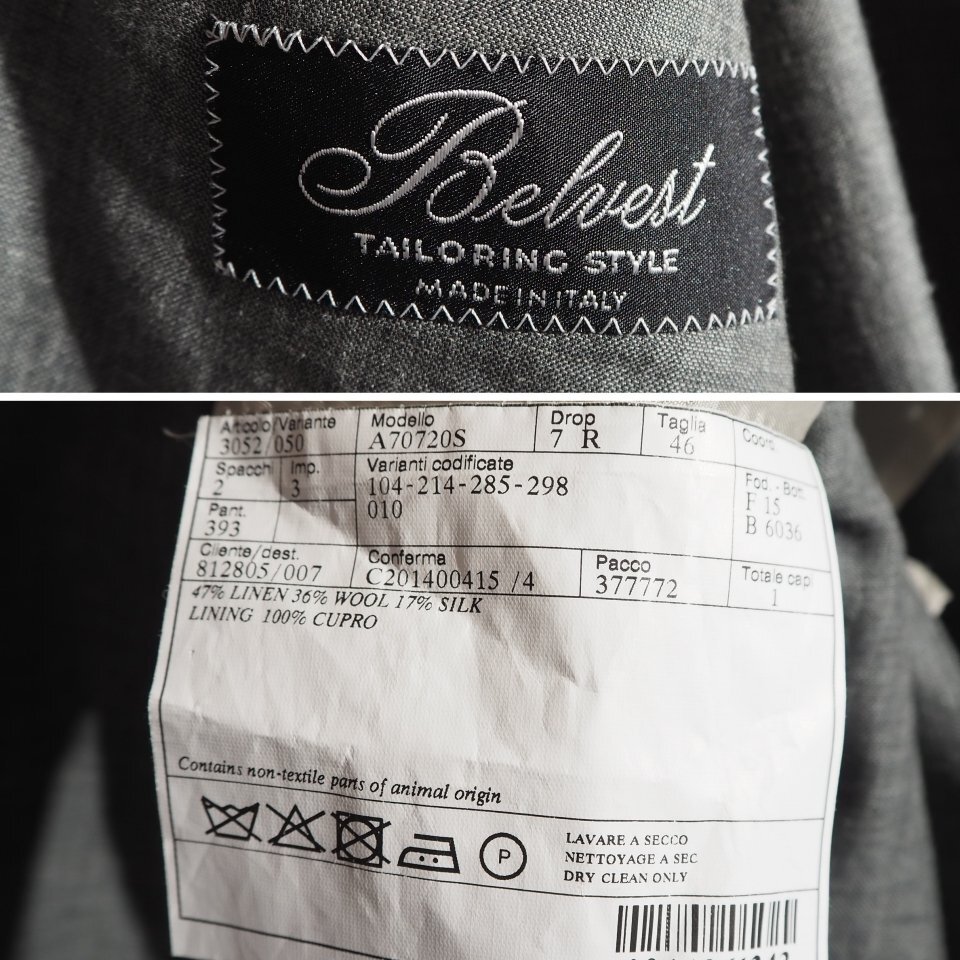 Belvest
TAILORING STYLE
MADE IN ITALY
Articolo/Variante Modello Drop Taglia Coord.
3052/050 A70720S 7 R 46
Spacchi Imp. Varianti codificate Fod. - Bott.
2 3 104-214-285-298 F 15
010 B 6036
Pant.
393
Cliente/dest. Conferma Pacco Totale capi
812805/007 C201400415 /4 377772 1
47% LINEN 36% WOOL 17% SILK
LINING 100% CUPRO
Contains non-textile parts of animal origin
P
LAVARE A SECCO
NETTOYAGE A SEC
DRY CLEAN ONLY